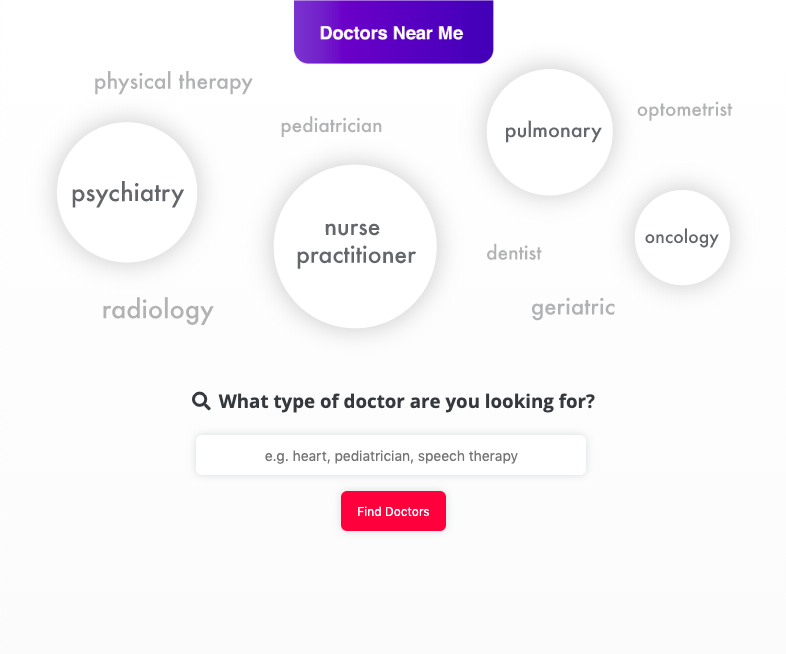 Doctors Near Me
physical therapy
pediatrician
pulmonary
optometrist
psychiatry
nurse
practitioner
dentist
oncology
radiology
geriatric
What type of doctor are you looking for?
e.g. heart, pediatrician, speech therapy
Find Doctors